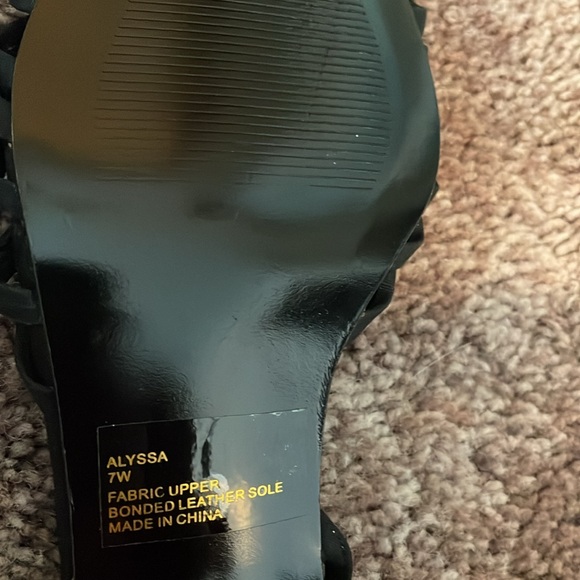 ALYSSA
7W
FABRIC UPPER
BONDED LEATHER SOLE
MADE IN CHINA